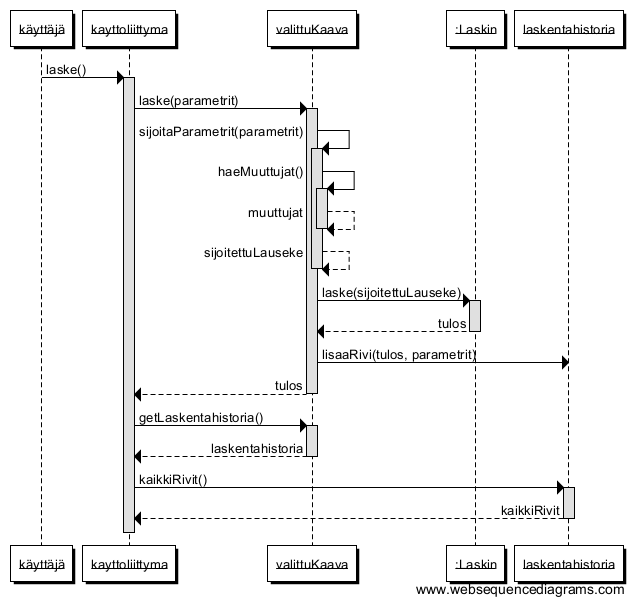 käyttäjä kayttoliittyma valittuKaava :Laskin laskentahistoria
laske()
laske(parametrit)
sijoitaParametrit(parametrit)
haeMuuttujat()
muuttujat
sijoitettuLauseke
laske(sijoitettuLauseke)
tulos
lisaaRivi(tulos, parametrit)
tulos
getLaskentahistoria()
laskentahistoria
kaikkiRivit()
kaikkiRivit
käyttäjä kayttoliittyma valittuKaava :Laskin laskentahistoria
www.websequencediagrams.com